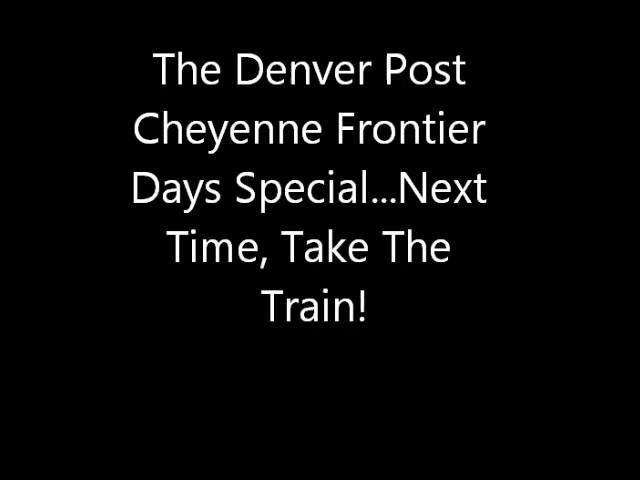 The Denver Post
Cheyenne Frontier
Days Special...Next
Time, Take The
Train!